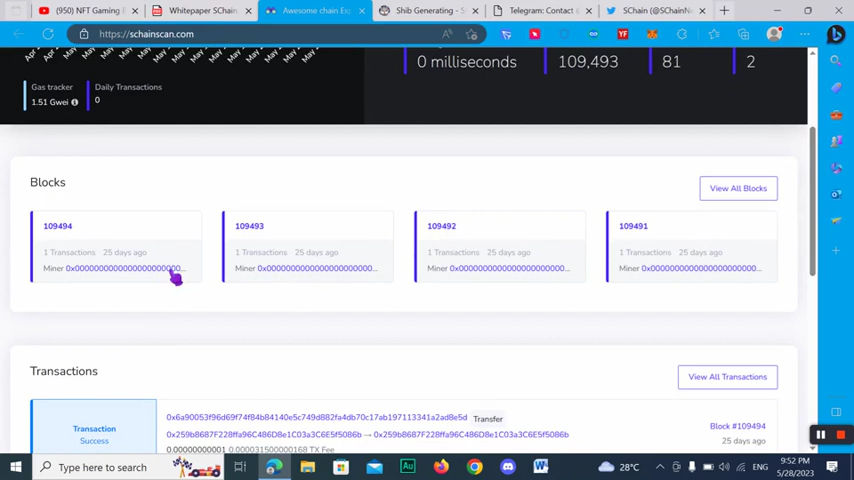 (950) NFT Gaming
Whitepaper SChain
Awesome chain Exp
Shib Generating - S
Telegram: Contact @
SChain (@SChainN
https://schainscan.com
0 milliseconds
109,493
81
2
Gas tracker
1.51 Gwei
Daily Transactions
0
Blocks
View All Blocks
109494
1 Transactions 25 days ago
Miner 0x0000000000000000000000...
109493
1 Transactions 25 days ago
Miner 0x0000000000000000000000...
109492
1 Transactions 25 days ago
Miner 0x0000000000000000000000...
109491
1 Transactions 25 days ago
Miner 0x0000000000000000000000...
Transactions
View All Transactions
Transaction
Success
0x6a90053f96d69f74f84b84140e5c749d882fa4db70c17ab197113341a2ad8e5d Transfer
0x259b8687F228ffa96C486D8e1C03a3C6E5f5086b → 0x259b8687F228ffa96C486D8e1C03a3C6E5f5086b
0.00000000001 0.000031500000168 TX Fee
Block #109494
25 days ago
Type here to search
28°C
ENG
9:52 PM
5/28/2023